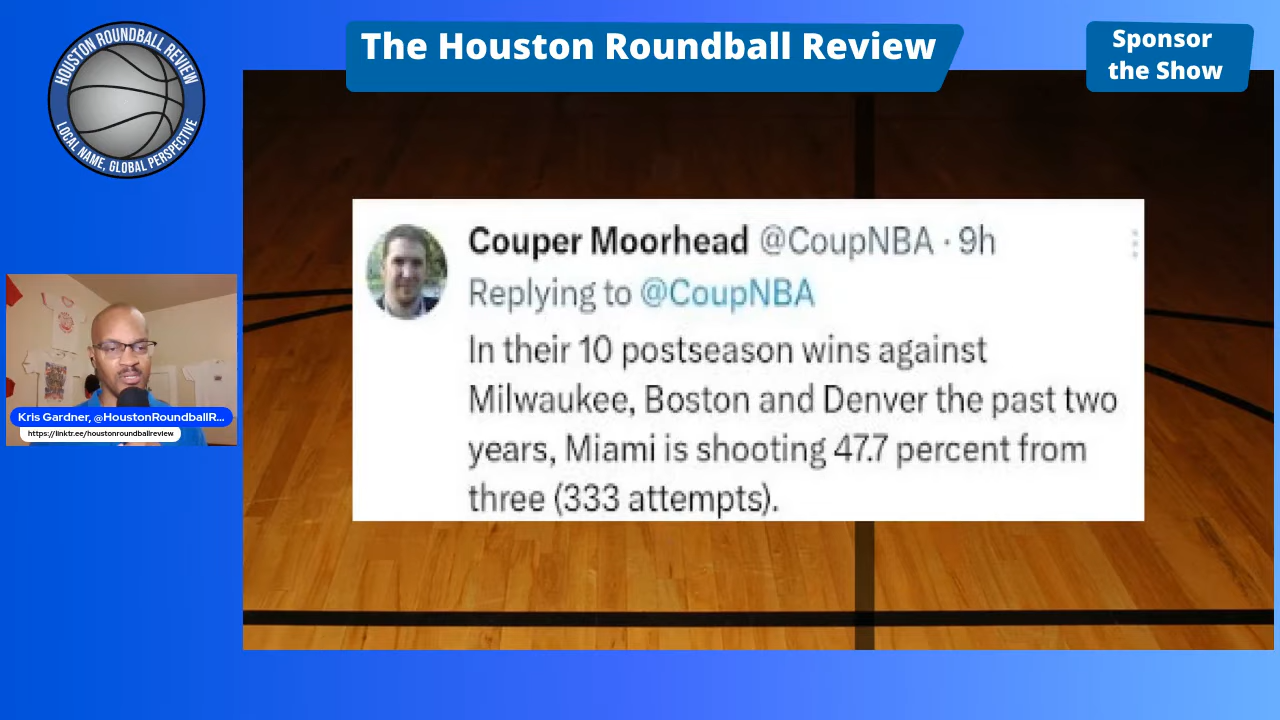 HOUSTON ROUNDBALL REVIEW
LOCAL NAME, GLOBAL PERSPECTIVE
The Houston Roundball Review
Sponsor
the Show
Couper Moorhead @CoupNBA · 9h
Replying to @CoupNBA
In their 10 postseason wins against
Milwaukee, Boston and Denver the past two
years, Miami is shooting 47.7 percent from
three (333 attempts).
Kris Gardner, @HoustonRoundballR...
https://linktr.ee/houstonroundballreview